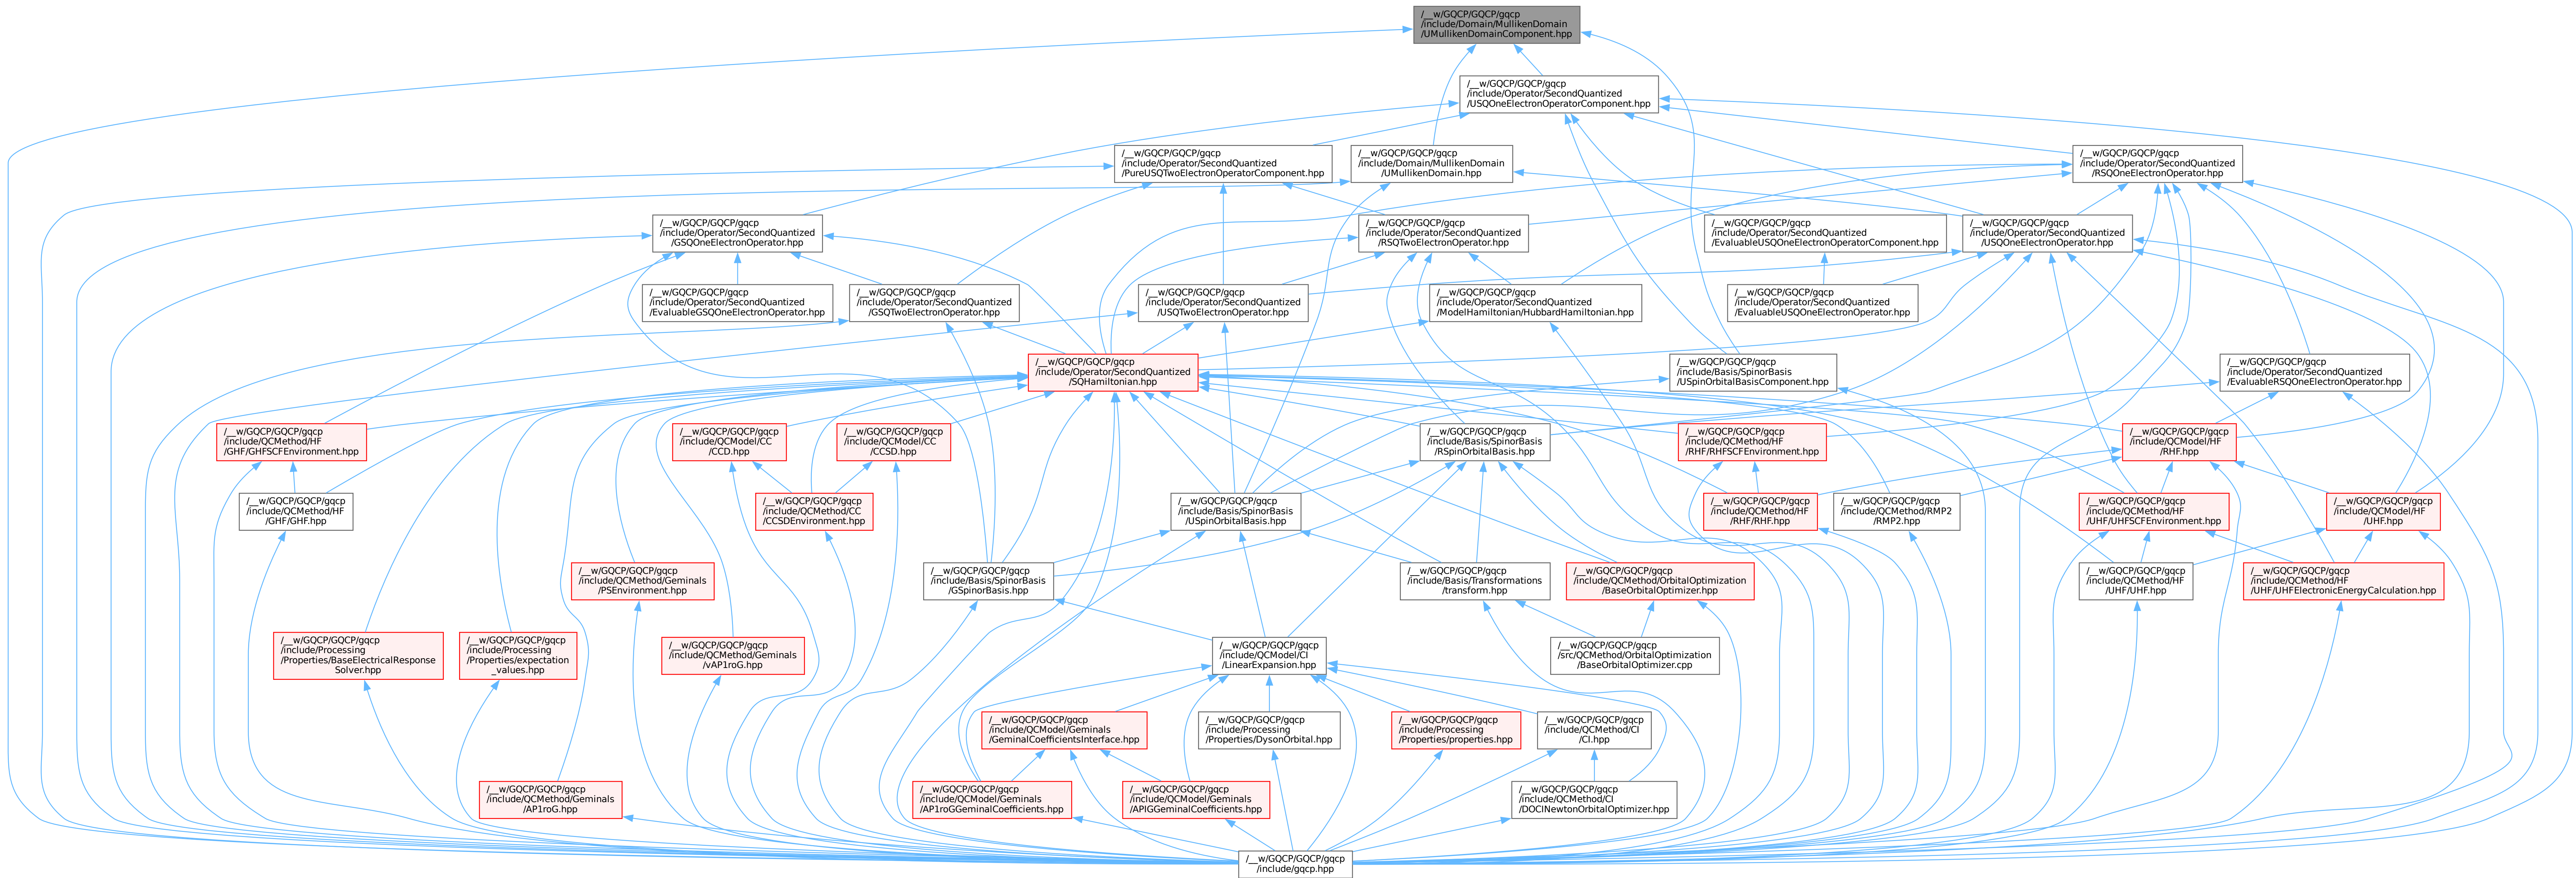 /__w/GQCP/GQCP/gqcp
/include/Domain/MullikenDomain
/UMullikenDomainComponent.hpp
/__w/GQCP/GQCP/gqcp
/include/Operator/SecondQuantized
/USQOneElectronOperatorComponent.hpp
/__w/GQCP/GQCP/gqcp
/include/Operator/SecondQuantized
/PureUSQTwoElectronOperatorComponent.hpp
/__w/GQCP/GQCP/gqcp
/include/Domain/MullikenDomain
/UMullikenDomain.hpp
/__w/GQCP/GQCP/gqcp
/include/Operator/SecondQuantized
/RSQOneElectronOperator.hpp
/__w/GQCP/GQCP/gqcp
/include/Operator/SecondQuantized
/GSQOneElectronOperator.hpp
/__w/GQCP/GQCP/gqcp
/include/Operator/SecondQuantized
/RSQTwoElectronOperator.hpp
/__w/GQCP/GQCP/gqcp
/include/Operator/SecondQuantized
/EvaluableUSQOneElectronOperatorComponent.hpp
/__w/GQCP/GQCP/gqcp
/include/Operator/SecondQuantized
/USQOneElectronOperator.hpp
/__w/GQCP/GQCP/gqcp
/include/Operator/SecondQuantized
/EvaluableGSQOneElectronOperator.hpp
/__w/GQCP/GQCP/gqcp
/include/Operator/SecondQuantized
/GSQTwoElectronOperator.hpp
/__w/GQCP/GQCP/gqcp
/include/Operator/SecondQuantized
/USQTwoElectronOperator.hpp
/__w/GQCP/GQCP/gqcp
/include/Operator/SecondQuantized
/ModelHamiltonian/HubbardHamiltonian.hpp
/__w/GQCP/GQCP/gqcp
/include/Operator/SecondQuantized
/EvaluableUSQOneElectronOperator.hpp
/__w/GQCP/GQCP/gqcp
/include/Operator/SecondQuantized
/SQHamiltonian.hpp
/__w/GQCP/GQCP/gqcp
/include/Basis/SpinorBasis
/USpinOrbitalBasisComponent.hpp
/__w/GQCP/GQCP/gqcp
/include/Operator/SecondQuantized
/EvaluableRSQOneElectronOperator.hpp
/__w/GQCP/GQCP/gqcp
/include/QCMethod/HF
/GHF/GHFSCFEnvironment.hpp
/__w/GQCP/GQCP/gqcp
/include/QCModel/CC
/CCD.hpp
/__w/GQCP/GQCP/gqcp
/include/QCModel/CC
/CCSD.hpp
/__w/GQCP/GQCP/gqcp
/include/Basis/SpinorBasis
/RSpinOrbitalBasis.hpp
/__w/GQCP/GQCP/gqcp
/include/QCMethod/HF
/RHF/RHFSCFEnvironment.hpp
/__w/GQCP/GQCP/gqcp
/include/QCModel/HF
/RHF.hpp
/__w/GQCP/GQCP/gqcp
/include/QCMethod/HF
/GHF/GHF.hpp
/__w/GQCP/GQCP/gqcp
/include/QCMethod/CC
/CCSDEnvironment.hpp
/__w/GQCP/GQCP/gqcp
/include/Basis/SpinorBasis
/USpinOrbitalBasis.hpp
/__w/GQCP/GQCP/gqcp
/include/QCMethod/HF
/RHF/RHF.hpp
/__w/GQCP/GQCP/gqcp
/include/QCMethod/RMP2
/RMP2.hpp
/__w/GQCP/GQCP/gqcp
/include/QCMethod/HF
/UHF/UHFSCFEnvironment.hpp
/__w/GQCP/GQCP/gqcp
/include/QCModel/HF
/UHF.hpp
/__w/GQCP/GQCP/gqcp
/include/QCMethod/Geminals
/PSEnvironment.hpp
/__w/GQCP/GQCP/gqcp
/include/Basis/SpinorBasis
/GSpinorBasis.hpp
/__w/GQCP/GQCP/gqcp
/include/Basis/Transformations
/transform.hpp
/__w/GQCP/GQCP/gqcp
/include/QCMethod/OrbitalOptimization
/BaseOrbitalOptimizer.hpp
/__w/GQCP/GQCP/gqcp
/include/QCMethod/HF
/UHF/UHF.hpp
/__w/GQCP/GQCP/gqcp
/include/QCMethod/HF
/UHF/UHFElectronicEnergyCalculation.hpp
/__w/GQCP/GQCP/gqcp
/include/Processing
/Properties/BaseElectricalResponse
Solver.hpp
/__w/GQCP/GQCP/gqcp
/include/Processing
/Properties/expectation
_values.hpp
/__w/GQCP/GQCP/gqcp
/include/QCMethod/Geminals
/vAP1roG.hpp
/__w/GQCP/GQCP/gqcp
/include/QCModel/CI
/LinearExpansion.hpp
/__w/GQCP/GQCP/gqcp
/src/QCMethod/OrbitalOptimization
/BaseOrbitalOptimizer.cpp
/__w/GQCP/GQCP/gqcp
/include/QCModel/Geminals
/GeminalCoefficientsInterface.hpp
/__w/GQCP/GQCP/gqcp
/include/Processing
/Properties/DysonOrbital.hpp
/__w/GQCP/GQCP/gqcp
/include/Processing
/Properties/properties.hpp
/__w/GQCP/GQCP/gqcp
/include/QCMethod/CI
/CI.hpp
/__w/GQCP/GQCP/gqcp
/include/QCMethod/Geminals
/AP1roG.hpp
/__w/GQCP/GQCP/gqcp
/include/QCModel/Geminals
/AP1roGGeminalCoefficients.hpp
/__w/GQCP/GQCP/gqcp
/include/QCModel/Geminals
/APIGGeminalCoefficients.hpp
/__w/GQCP/GQCP/gqcp
/include/QCMethod/CI
/DOCINewtonOrbitalOptimizer.hpp
/__w/GQCP/GQCP/gqcp
/include/gqcp.hpp